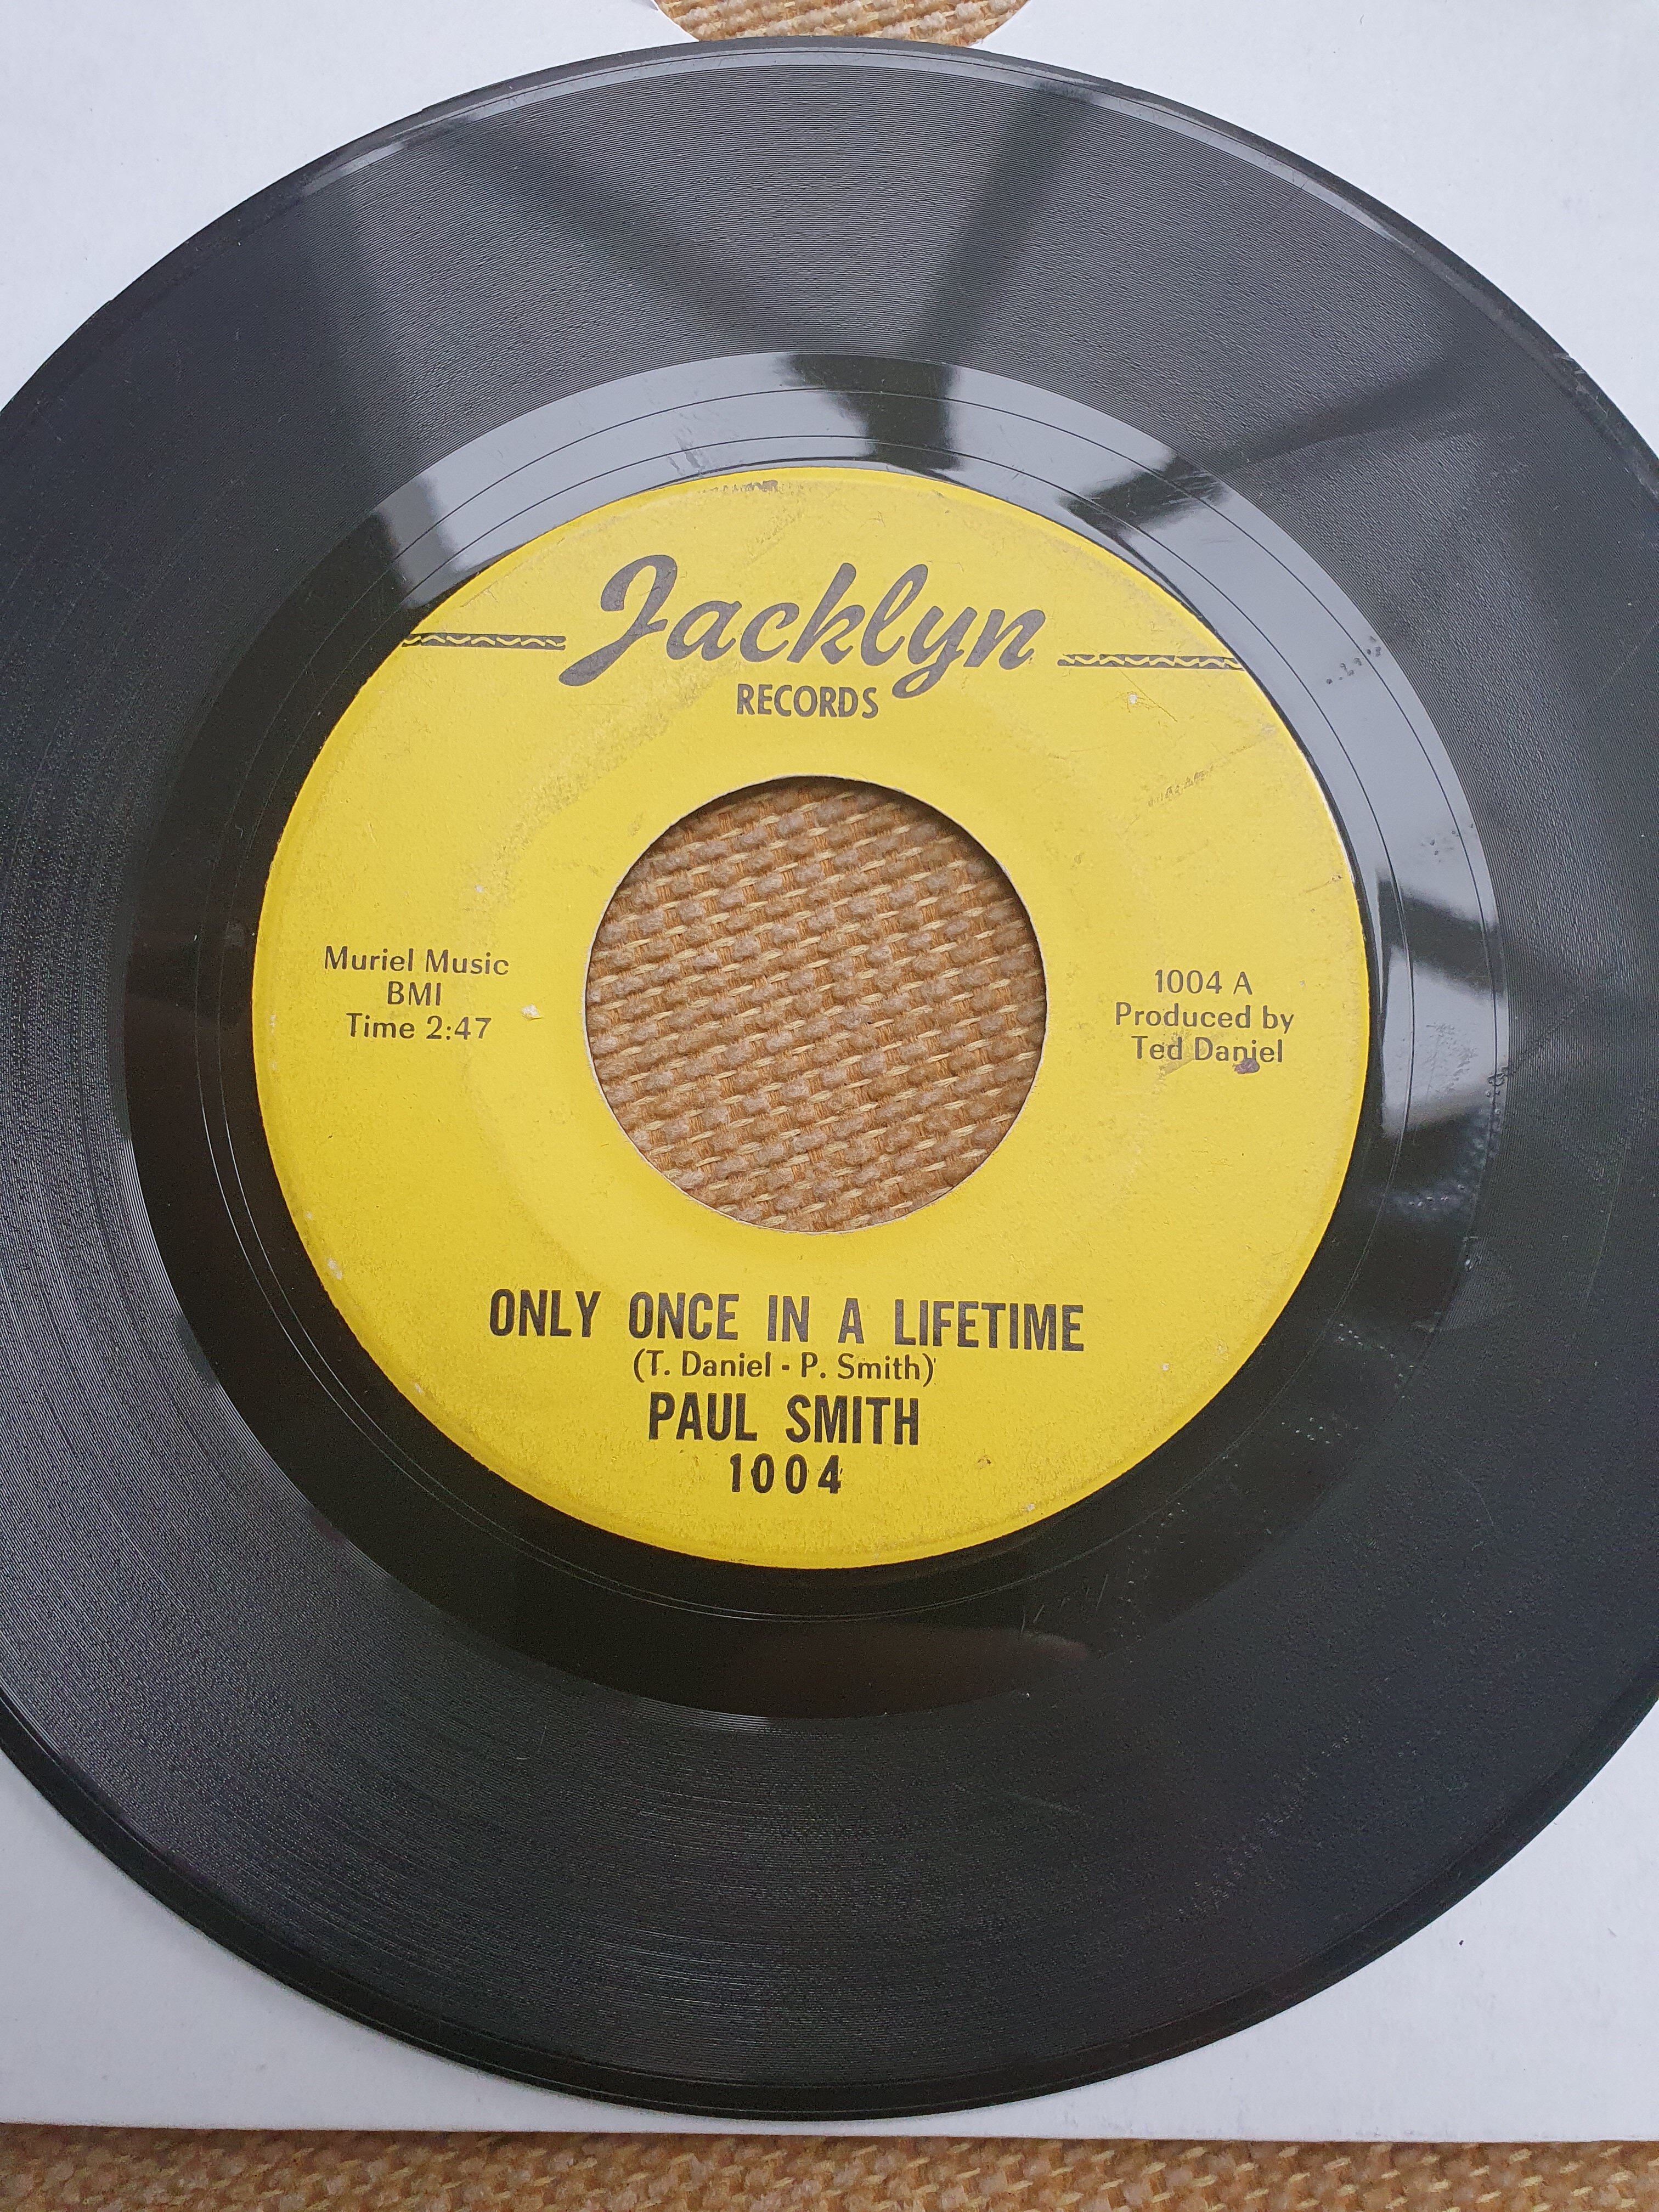 Jacklyn
RECORDS
Muriel Music
BMI
Time 2:47
1004 A
Produced by
Ted Daniel
ONLY ONCE IN A LIFETIME
(T. Daniel - P. Smith)
PAUL SMITH
1004